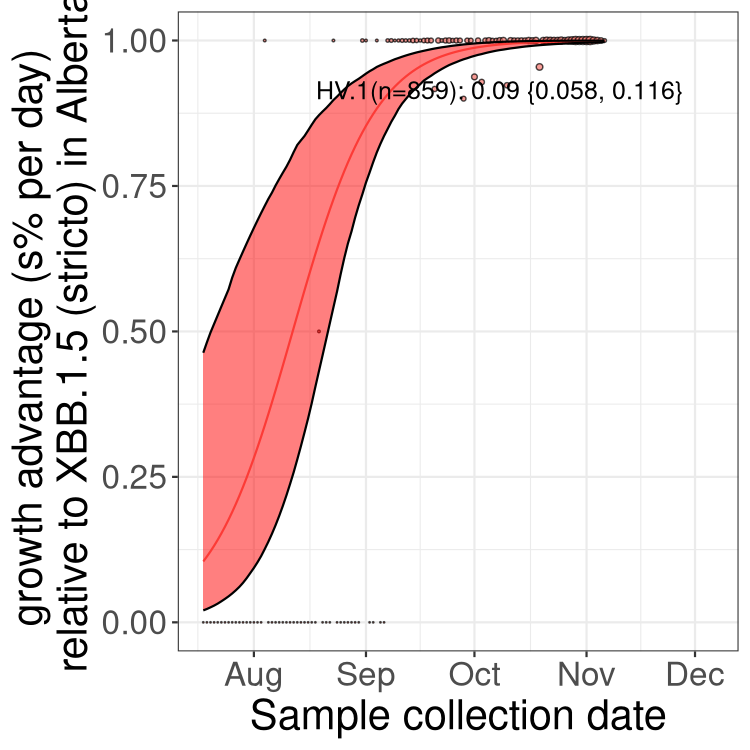 growth advantage (s% per day)
relative to XBB.1.5 (stricto) in Alberta
1.00
0.75
0.50
0.25
0.00
HV.1(n=859): 0.09 {0.058, 0.116}
Aug Sep Oct Nov Dec
Sample collection date